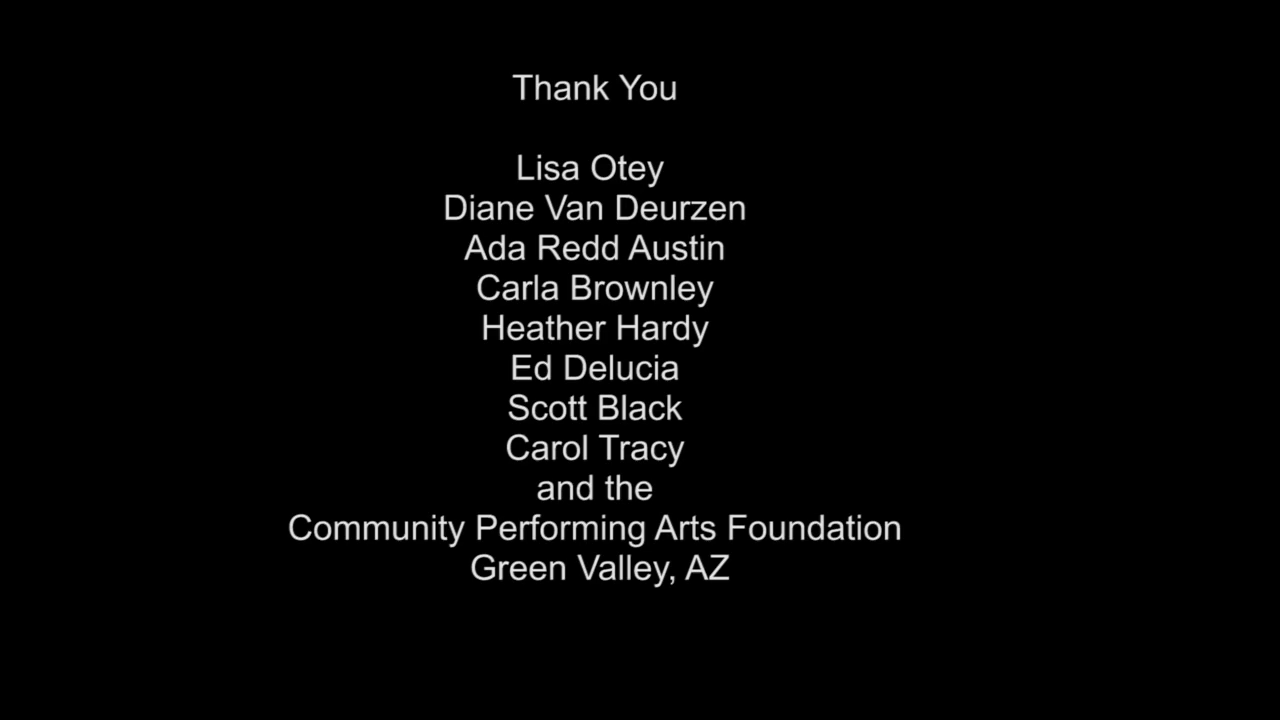 Thank You
Lisa Otey
Diane Van Deurzen
Ada Redd Austin
Carla Brownley
Heather Hardy
Ed Delucia
Scott Black
Carol Tracy
and the
Community Performing Arts Foundation
Green Valley, AZ